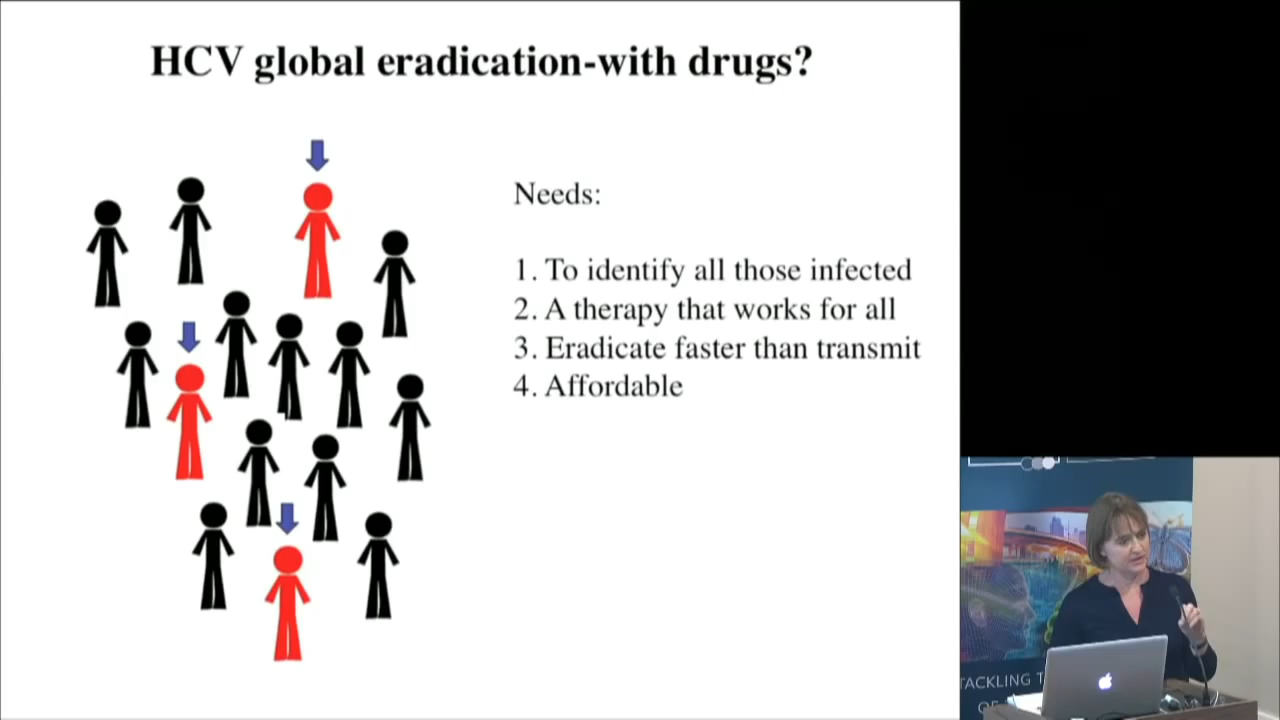 HCV global eradication-with drugs?
Needs:
1. To identify all those infected
2. A therapy that works for all
3. Eradicate faster than transmit
4. Affordable
TACKLING T
OF